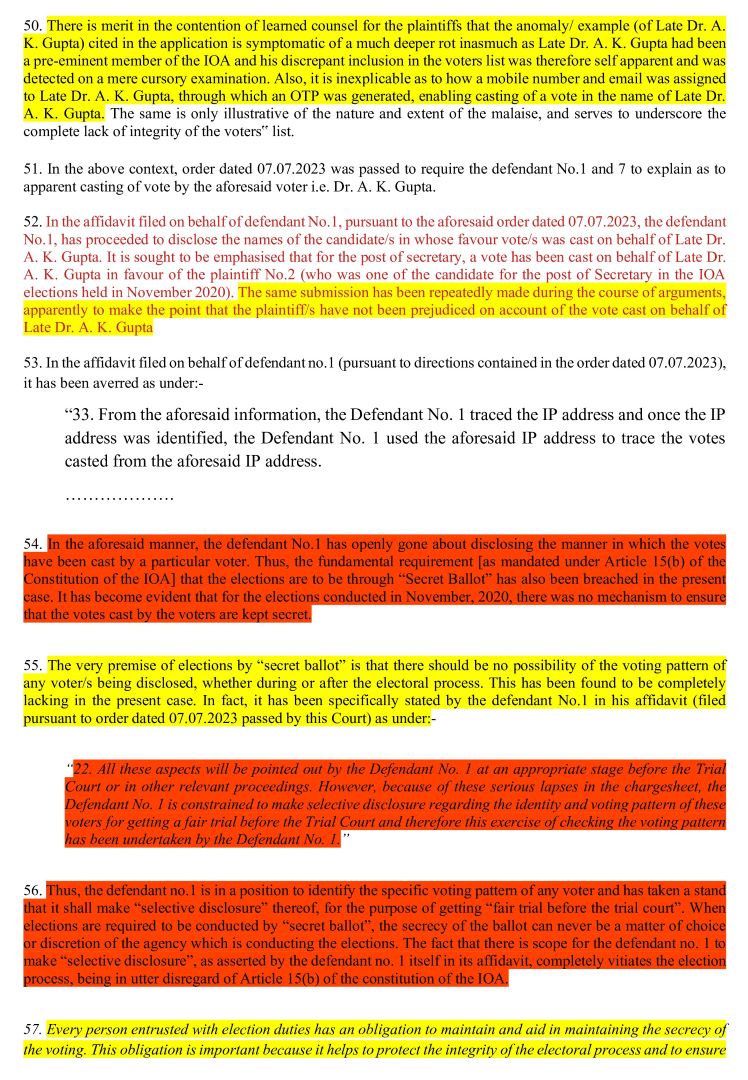 50. There is merit in the contention of learned counsel for the plaintiffs that the anomaly/ example (of Late Dr. A.
K. Gupta) cited in the application is symptomatic of a much deeper rot inasmuch as Late Dr. A. K. Gupta had been
a pre-eminent member of the IOA and his discrepant inclusion in the voters list was therefore self apparent and was
detected on a mere cursory examination. Also, it is inexplicable as to how a mobile number and email was assigned
to Late Dr. A. K. Gupta, through which an OTP was generated, enabling casting of a vote in the name of Late Dr.
A. K. Gupta. The same is only illustrative of the nature and extent of the malaise, and serves to underscore the
complete lack of integrity of the voters‟ list.
51. In the above context, order dated 07.07.2023 was passed to require the defendant No.1 and 7 to explain as to
apparent casting of vote by the aforesaid voter i.e. Dr. A. K. Gupta.
52. In the affidavit filed on behalf of defendant No.1, pursuant to the aforesaid order dated 07.07.2023, the defendant
No.1, has proceeded to disclose the names of the candidate/s in whose favour vote/s was cast on behalf of Late Dr.
A. K. Gupta. It is sought to be emphasised that for the post of secretary, a vote has been cast on behalf of Late Dr.
A. K. Gupta in favour of the plaintiff No.2 (who was one of the candidate for the post of Secretary in the IOA
elections held in November 2020). The same submission has been repeatedly made during the course of arguments,
apparently to make the point that the plaintiff/s have not been prejudiced on account of the vote cast on behalf of
Late Dr. A. K. Gupta
53. In the affidavit filed on behalf of defendant no.1 (pursuant to directions contained in the order dated 07.07.2023),
it has been averred as under:-
“33. From the aforesaid information, the Defendant No. 1 traced the IP address and once the IP
address was identified, the Defendant No. 1 used the aforesaid IP address to trace the votes
casted from the aforesaid IP address.
...................
54. In the aforesaid manner, the defendant No.1 has openly gone about disclosing the manner in which the votes
have been cast by a particular voter. Thus, the fundamental requirement [as mandated under Article 15(b) of the
Constitution of the IOA] that the elections are to be through “Secret Ballot” has also been breached in the present
case. It has become evident that for the elections conducted in November, 2020, there was no mechanism to ensure
that the votes cast by the voters are kept secret.
55. The very premise of elections by “secret ballot” is that there should be no possibility of the voting pattern of
any voter/s being disclosed, whether during or after the electoral process. This has been found to be completely
lacking in the present case. In fact, it has been specifically stated by the defendant No.1 in his affidavit (filed
pursuant to order dated 07.07.2023 passed by this Court) as under:-
“22. All these aspects will be pointed out by the Defendant No. 1 at an appropriate stage before the Trial
Court or in other relevant proceedings. However, because of these serious lapses in the chargesheet, the
Defendant No. 1 is constrained to make selective disclosure regarding the identity and voting pattern of these
voters for getting a fair trial before the Trial Court and therefore this exercise of checking the voting pattern
has been undertaken by the Defendant No. 1.”
56. Thus, the defendant no.1 is in a position to identify the specific voting pattern of any voter and has taken a stand
that it shall make “selective disclosure” thereof, for the purpose of getting “fair trial before the trial court”. When
elections are required to be conducted by “secret ballot”, the secrecy of the ballot can never be a matter of choice
or discretion of the agency which is conducting the elections. The fact that there is scope for the defendant no. 1 to
make “selective disclosure”, as asserted by the defendant no. 1 itself in its affidavit, completely vitiates the election
process, being in utter disregard of Article 15(b) of the constitution of the IOA.
57. Every person entrusted with election duties has an obligation to maintain and aid in maintaining the secrecy of
the voting. This obligation is important because it helps to protect the integrity of the electoral process and to ensure